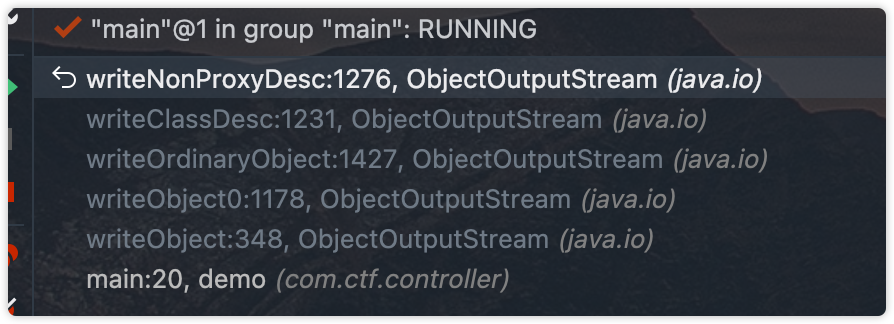 "main"@1 in group "main": RUNNING
writeNonProxyDesc:1276, ObjectOutputStream (java.io)
writeClassDesc:1231, ObjectOutputStream (java.io)
writeOrdinaryObject:1427, ObjectOutputStream (java.io)
writeObject0:1178, ObjectOutputStream (java.io)
writeObject:348, ObjectOutputStream (java.io)
main:20, demo (com.ctf.controller)